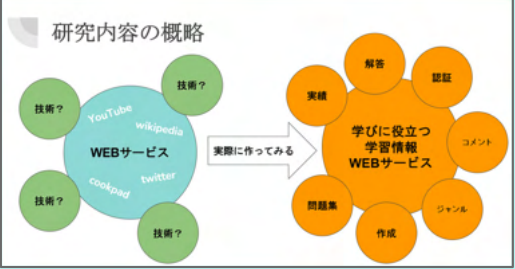 研究内容の概略
技術？
技術？
YouTube
wikipedia
WEBサービス
cookpad
twitter
技術？
技術？
実際に作ってみる
解答
認証
実績
コメント
学びに役立つ
学習情報
WEBサービス
問題集
ジャンル
作成